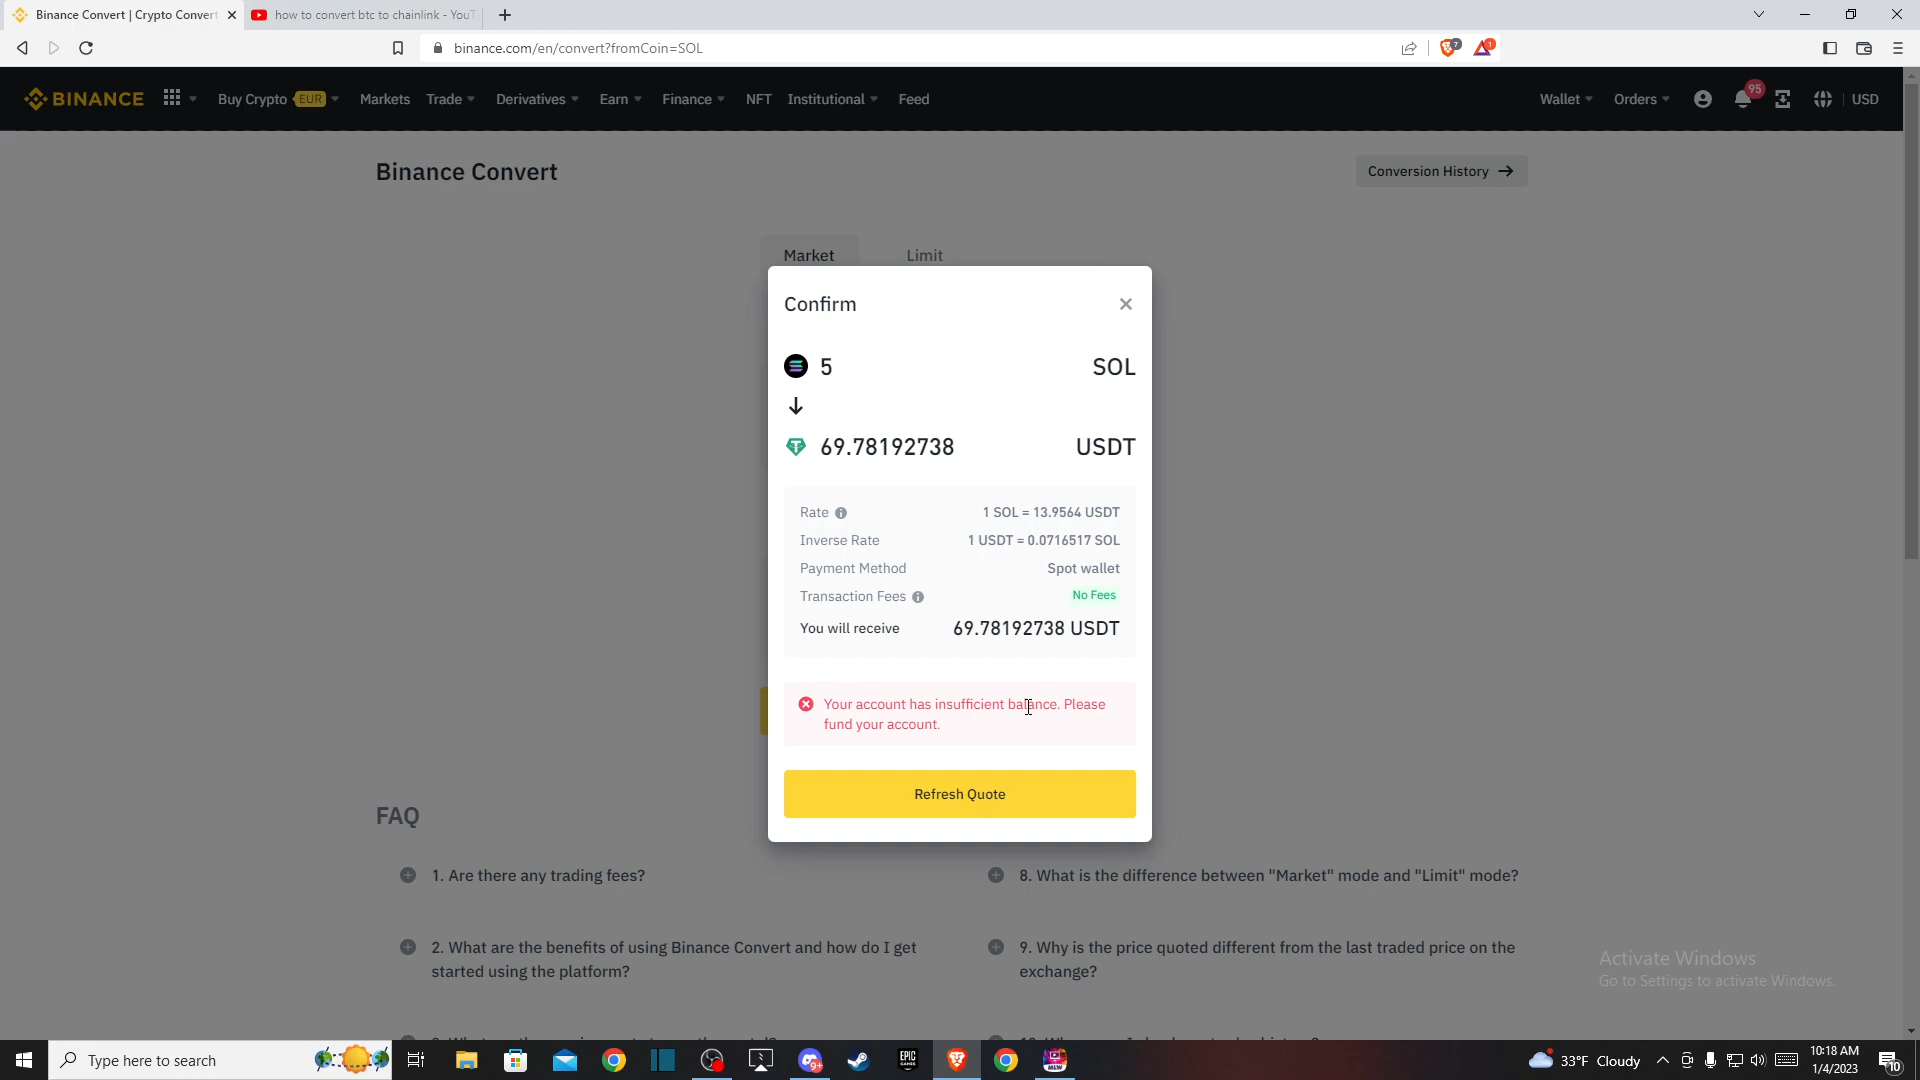 Binance Convert | Crypto Convert
how to convert btc to chainlink - YouT
binance.com/en/convert?fromCoin=SOL
7
1
BINANCE
Buy Crypto EUR
Markets
Trade
Derivatives
Earn
Finance
NFT
Institutional
Feed
Wallet
Orders
95
USD
Binance Convert
Conversion History
Market
Limit
Confirm
5 SOL
69.78192738 USDT
Rate 1 SOL = 13.9564 USDT
Inverse Rate 1 USDT = 0.0716517 SOL
Payment Method Spot wallet
Transaction Fees No Fees
You will receive 69.78192738 USDT
Your account has insufficient balance. Please
fund your account.
Refresh Quote
FAQ
1. Are there any trading fees?
8. What is the difference between "Market" mode and "Limit" mode?
2. What are the benefits of using Binance Convert and how do I get
started using the platform?
9. Why is the price quoted different from the last traded price on the
exchange?
Activate Windows
Go to Settings to activate Windows.
Type here to search
9+
EPIC
GAMES
33°F Cloudy
10:18 AM
1/4/2023
10